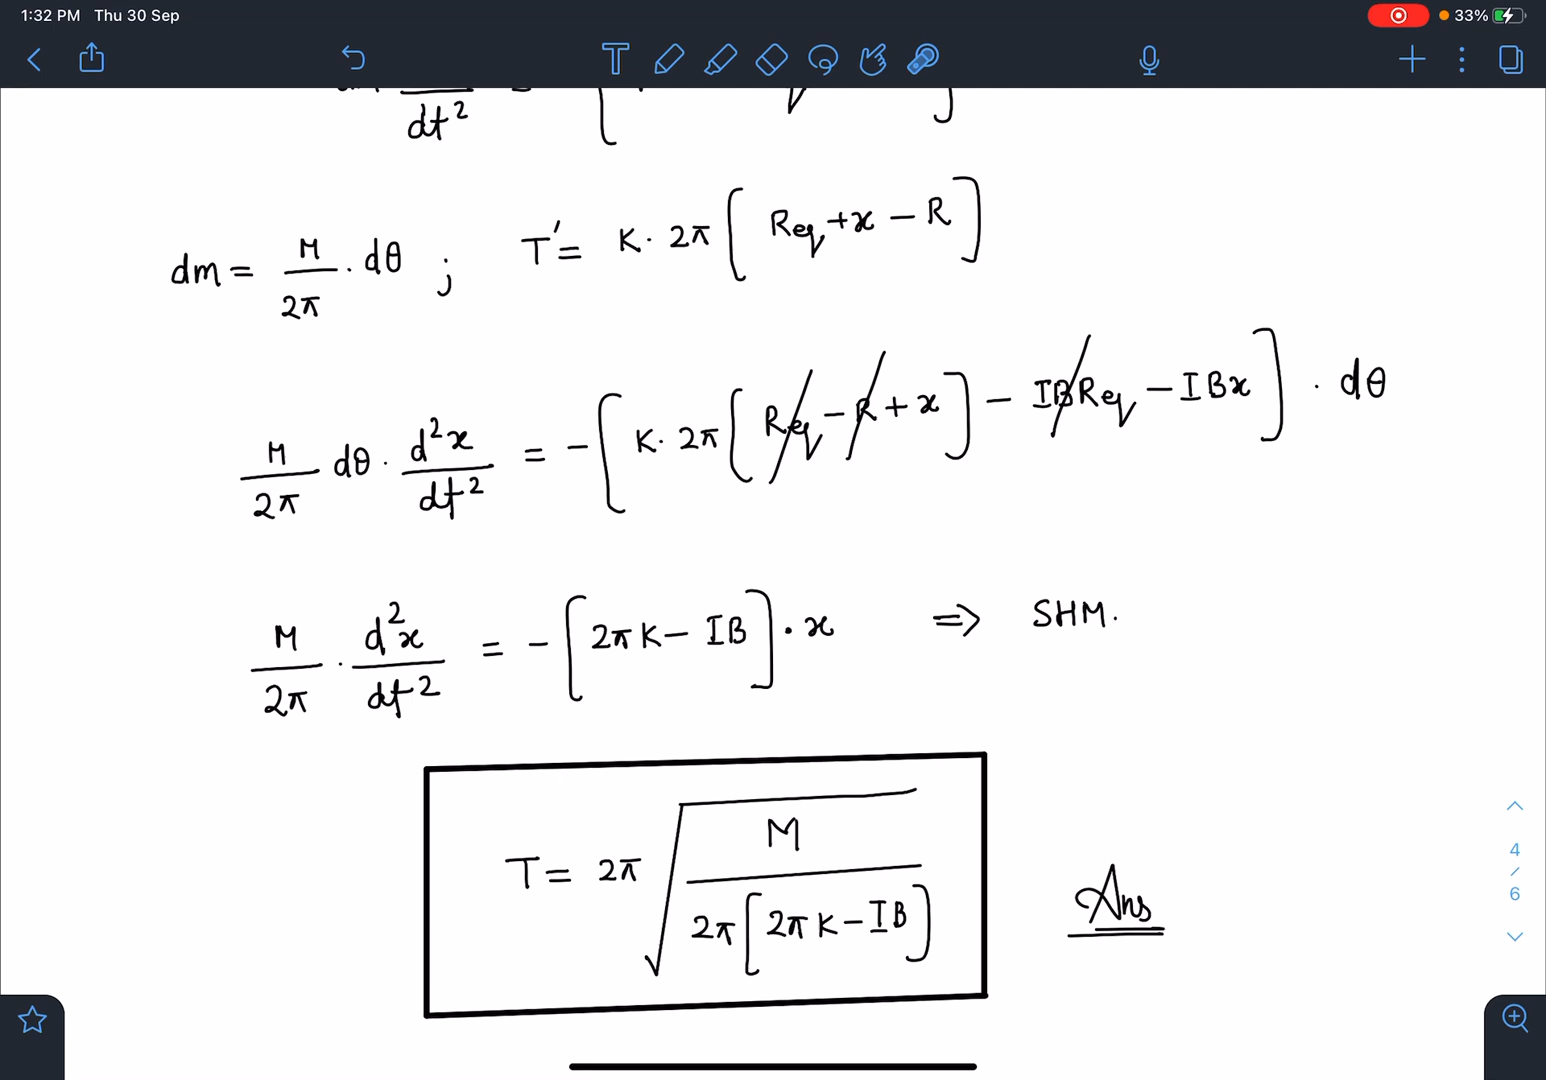 1:32 PM Thu 30 Sep
33%
T
dt²
dm = M/2π · dθ ; T' = K · 2π [ Req + x − R ]
M/2π dθ · d²x/dt² = − [ K · 2π [ Req − R + x ] − IBReq − IBx ] · dθ
M/2π · d²x/dt² = − [ 2πK − IB ] · x ⇒ SHM.
T = 2π √( M / 2π[ 2πK − IB ] )
Ans
4
/
6